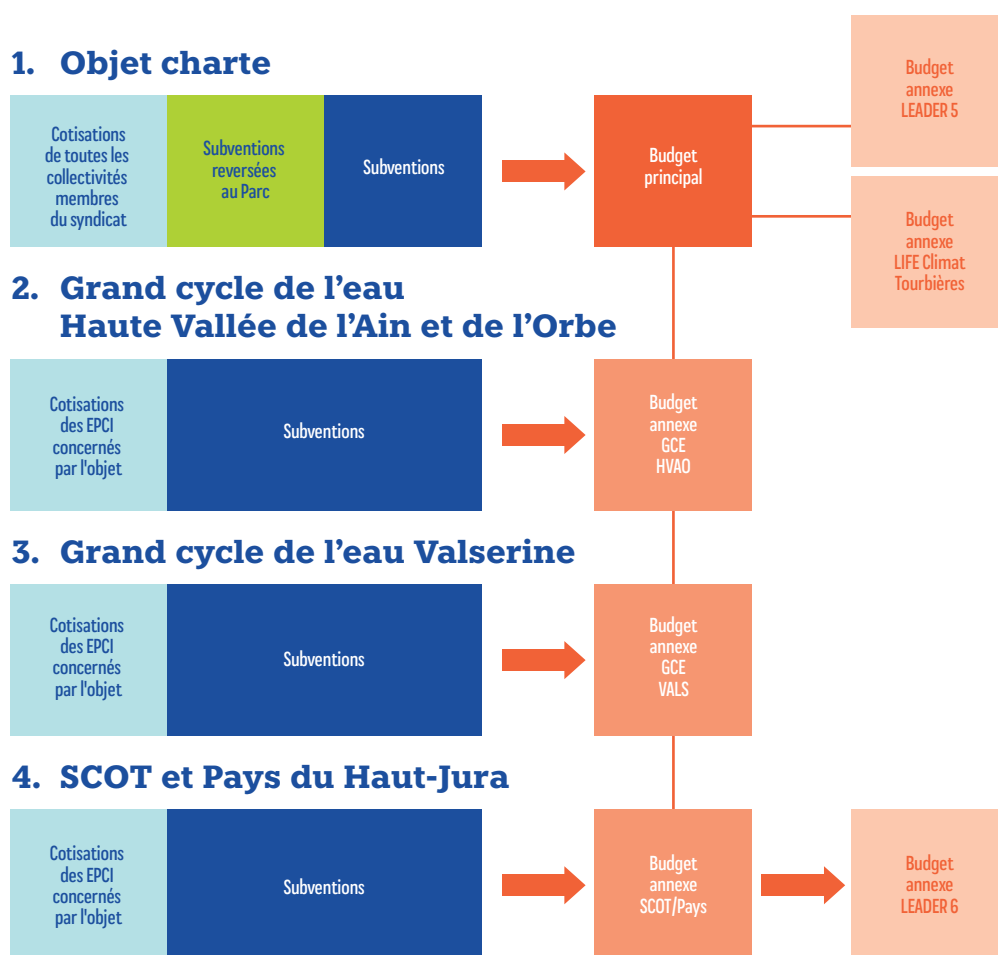 1. Objet charte
Cotisations
de toutes les
collectivités
membres
du syndicat
Subventions
reversées
au Parc
Subventions
Budget
principal
Budget
annexe
LEADER 5
Budget
annexe
LIFE Climat
Tourbières
2. Grand cycle de l’eau
Haute Vallée de l’Ain et de l’Orbe
Cotisations
des EPCI
concernés
par l'objet
Subventions
Budget
annexe
GCE
HVAO
3. Grand cycle de l’eau Valserine
Cotisations
des EPCI
concernés
par l'objet
Subventions
Budget
annexe
GCE
VALS
4. SCOT et Pays du Haut-Jura
Cotisations
des EPCI
concernés
par l'objet
Subventions
Budget
annexe
SCOT/Pays
Budget
annexe
LEADER 6